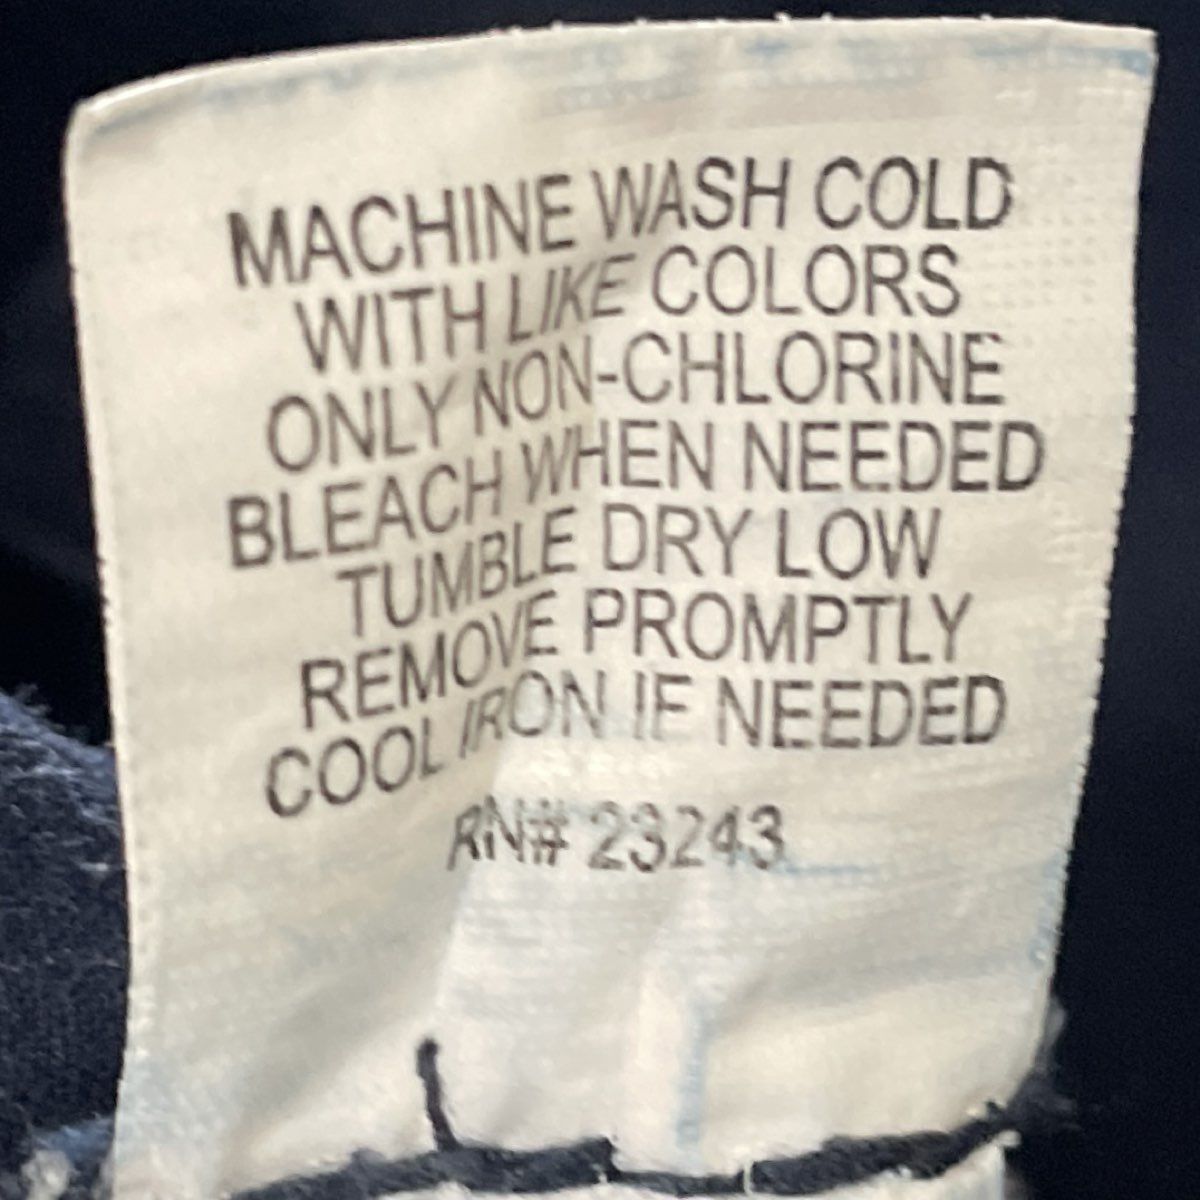 MACHINE WASH COLD
WITH LIKE COLORS
ONLY NON-CHLORINE
BLEACH WHEN NEEDED
TUMBLE DRY LOW
REMOVE PROMPTLY
COOL IRON IF NEEDED
RN# 23243